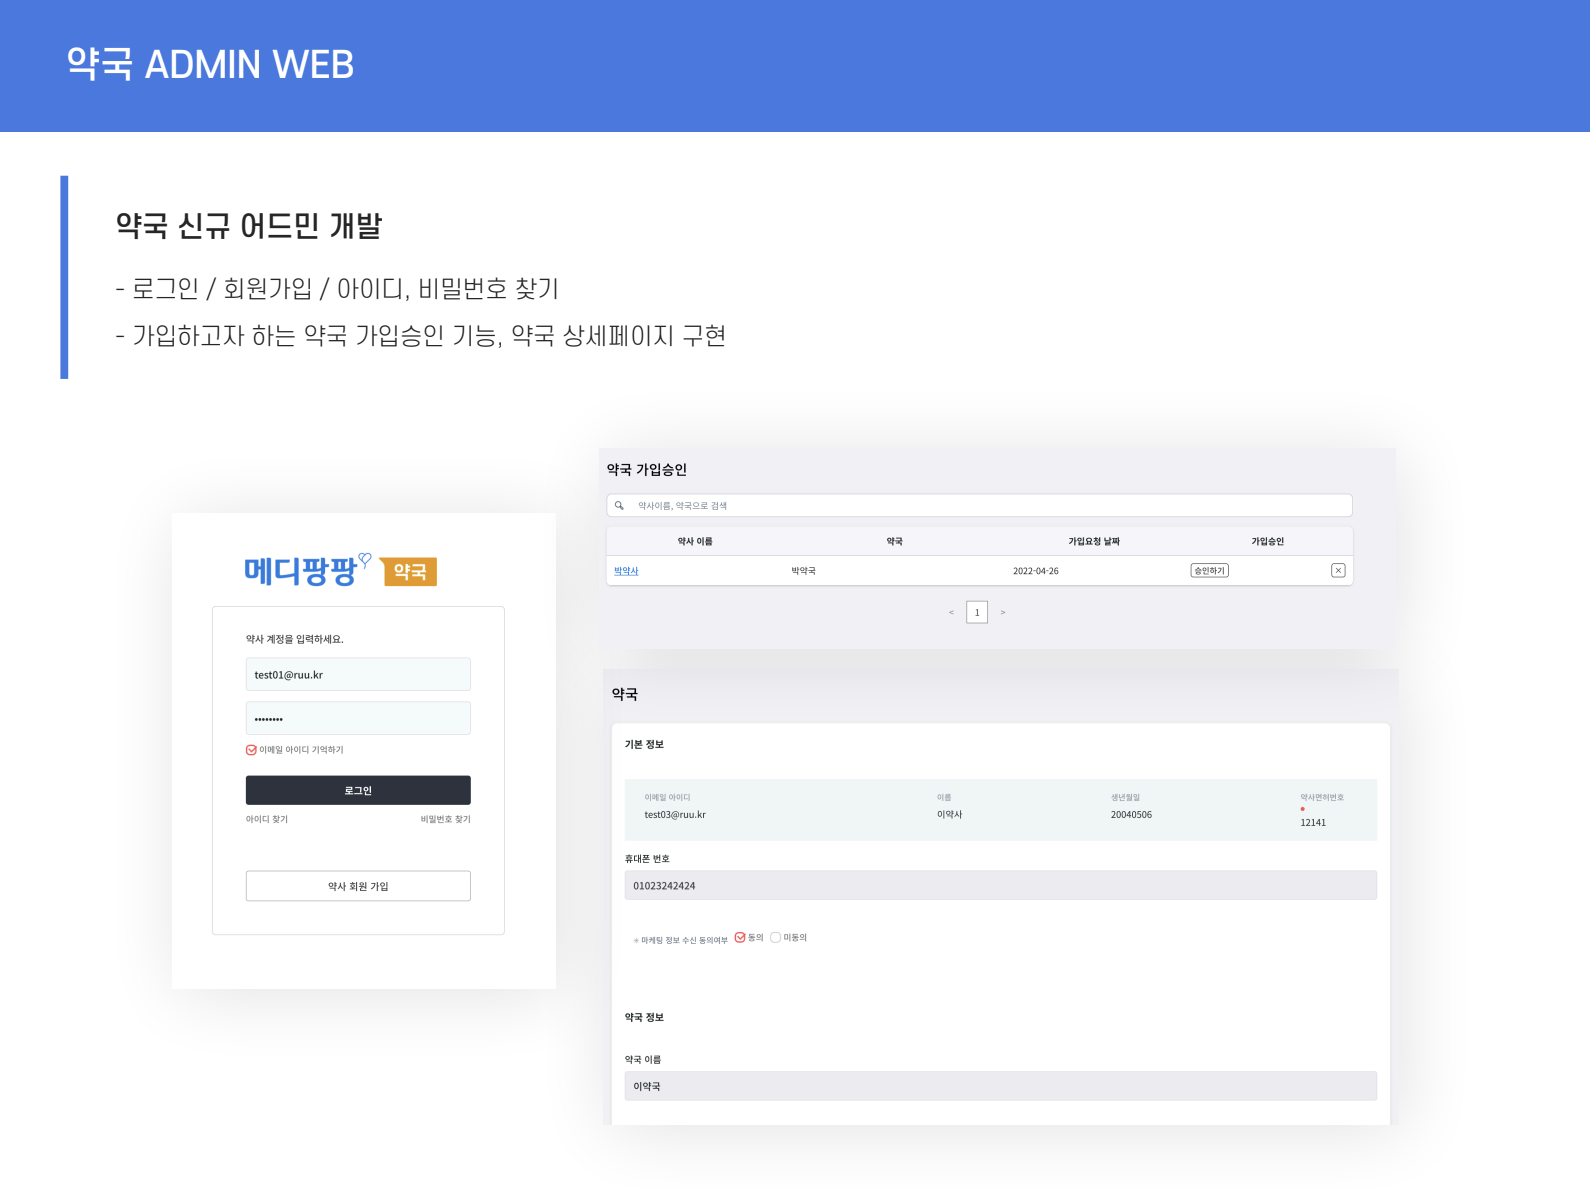 약국 ADMIN WEB
약국 신규 어드민 개발
- 로그인 / 회원가입 / 아이디, 비밀번호 찾기
- 가입하고자 하는 약국 가입승인 기능, 약국 상세페이지 구현
메디팡팡 약국
약사 계정을 입력하세요.
test01@ruu.kr
••••••••
이메일 아이디 기억하기
로그인
아이디 찾기 비밀번호 찾기
약사 회원 가입
약국 가입승인
약사이름, 약국으로 검색
약사 이름 약국 가입요청 날짜 가입승인
박약사 박약국 2022-04-26 승인하기 ×
< 1 >
약국
기본 정보
이메일 아이디 이름 생년월일 약사면허번호
test03@ruu.kr 이약사 20040506 12141
휴대폰 번호
01023242424
※ 마케팅 정보 수신 동의여부 동의 미동의
약국 정보
약국 이름
이약국